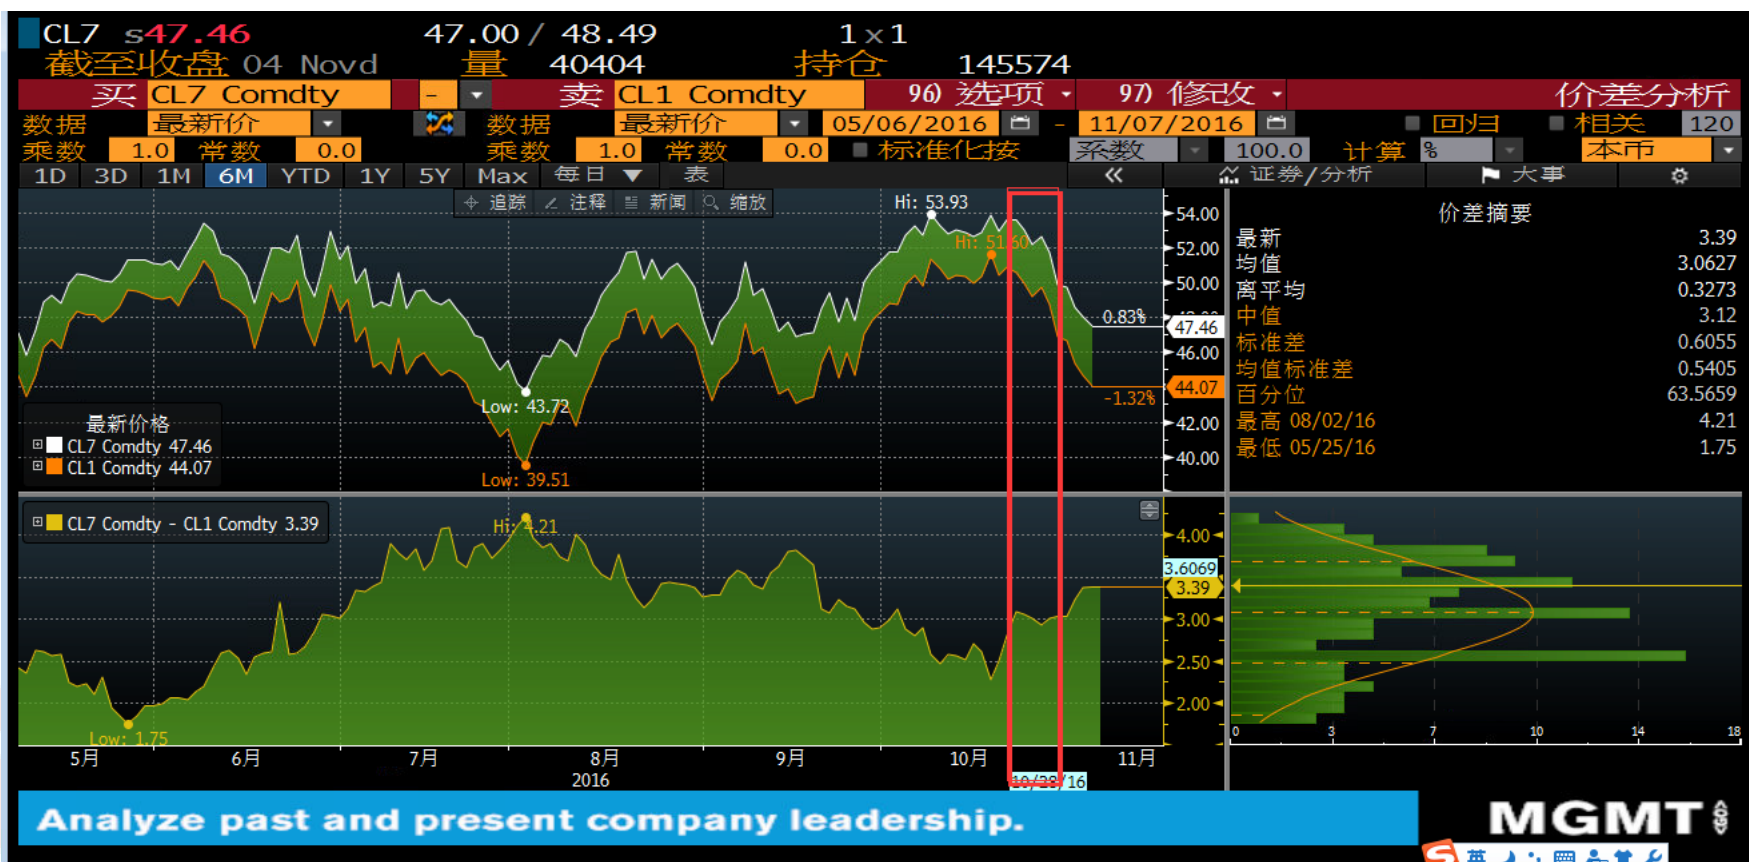 CL7 s47.46 47.00 / 48.49 1 x 1
截至收盘 04 Novd 量 40404 持仓 145574
买 CL7 Comdty - 卖 CL1 Comdty 96) 选项 97) 修改 价差分析
数据 最新价 数据 最新价 05/06/2016 - 11/07/2016 回归 相关 120
乘数 1.0 常数 0.0 乘数 1.0 常数 0.0 标准化按 系数 100.0 计算 % 本币
1D 3D 1M 6M YTD 1Y 5Y Max 每日 ▼ 表 « 证券/分析 大事
追踪 注释 新闻 缩放
Hi: 53.93
Hi: 51.60
54.00
52.00
50.00
0.83%
47.46
46.00
44.07
-1.32%
42.00
40.00
Low: 43.72
Low: 39.51
最新价格
CL7 Comdty 47.46
CL1 Comdty 44.07
价差摘要
最新 3.39
均值 3.0627
离平均 0.3273
中值 3.12
标准差 0.6055
均值标准差 0.5405
百分位 63.5659
最高 08/02/16 4.21
最低 05/25/16 1.75
CL7 Comdty - CL1 Comdty 3.39
Hi: 4.21
Low: 1.75
4.00
3.6069
3.39
3.00
2.50
2.00
0 3 7 10 14 18
5月 6月 7月 8月 9月 10月 11月
2016
10/28/16
Analyze past and present company leadership.
MGMT
<GO>
S 英